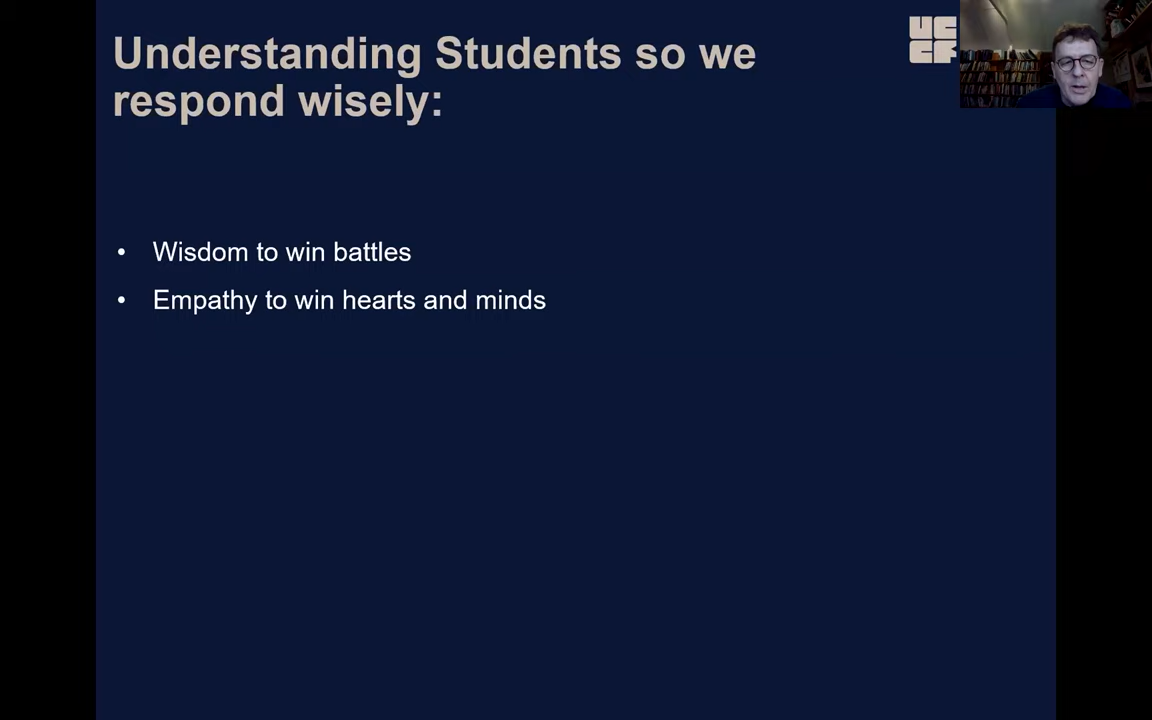 Understanding Students so we
respond wisely:
UC
CF
• Wisdom to win battles
• Empathy to win hearts and minds